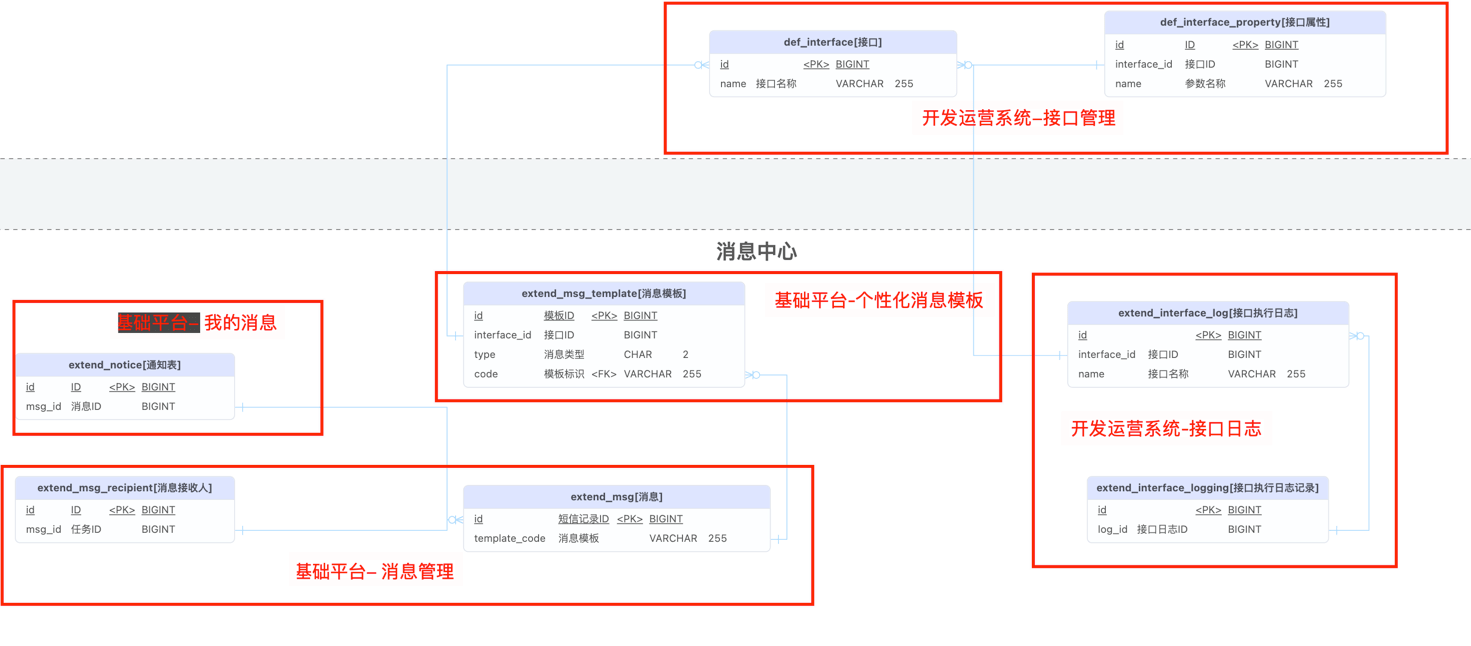 def_interface[接口]
id <PK> BIGINT
name 接口名称 VARCHAR 255
def_interface_property[接口属性]
id ID <PK> BIGINT
interface_id 接口ID BIGINT
name 参数名称 VARCHAR 255
开发运营系统–接口管理
消息中心
基础平台– 我的消息
extend_notice[通知表]
id ID <PK> BIGINT
msg_id 消息ID BIGINT
extend_msg_template[消息模板]
id 模板ID <PK> BIGINT
interface_id 接口ID BIGINT
type 消息类型 CHAR 2
code 模板标识 <FK> VARCHAR 255
基础平台-个性化消息模板
extend_interface_log[接口执行日志]
id <PK> BIGINT
interface_id 接口ID BIGINT
name 接口名称 VARCHAR 255
开发运营系统-接口日志
extend_interface_logging[接口执行日志记录]
id <PK> BIGINT
log_id 接口日志ID BIGINT
extend_msg_recipient[消息接收人]
id ID <PK> BIGINT
msg_id 任务ID BIGINT
extend_msg[消息]
id 短信记录ID <PK> BIGINT
template_code 消息模板 VARCHAR 255
基础平台– 消息管理